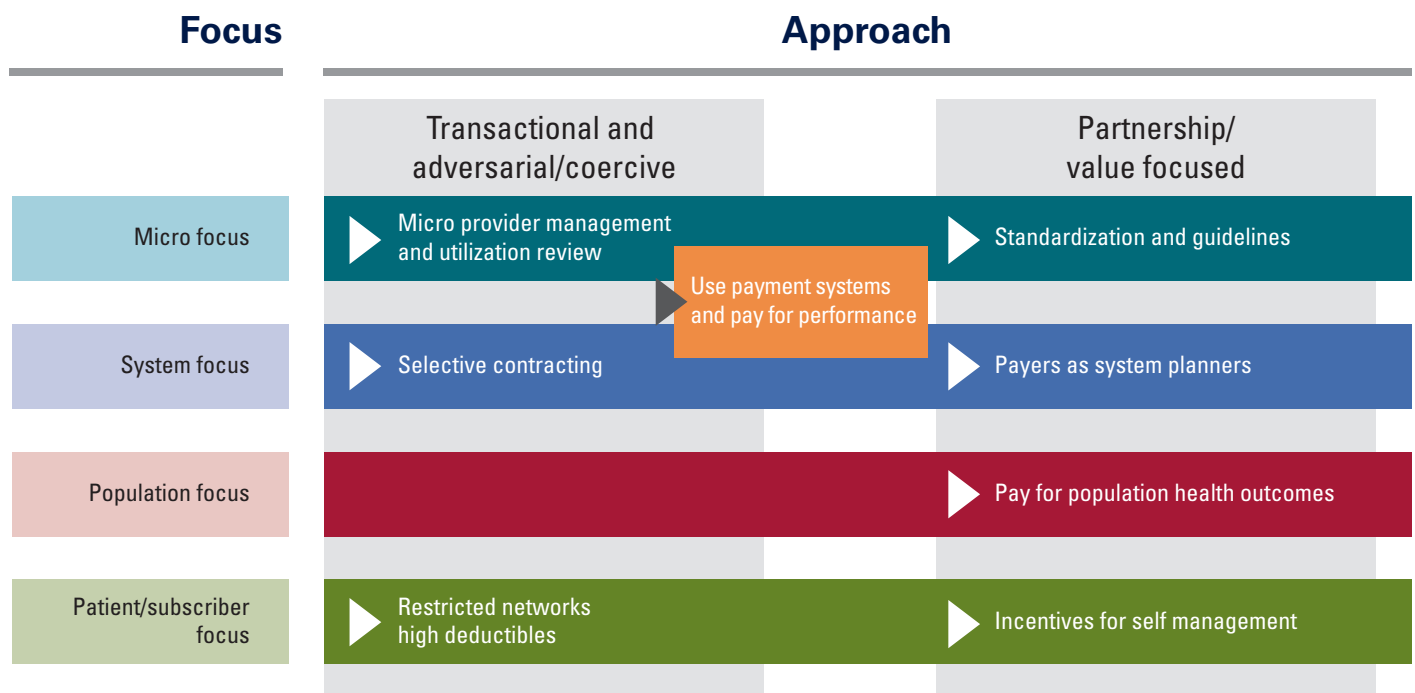 Focus
Approach
Transactional and
adversarial/coercive
Partnership/
value focused
Micro focus
Micro provider management
and utilization review
Standardization and guidelines
Use payment systems
and pay for performance
System focus
Selective contracting
Payers as system planners
Population focus
Pay for population health outcomes
Patient/subscriber
focus
Restricted networks
high deductibles
Incentives for self management